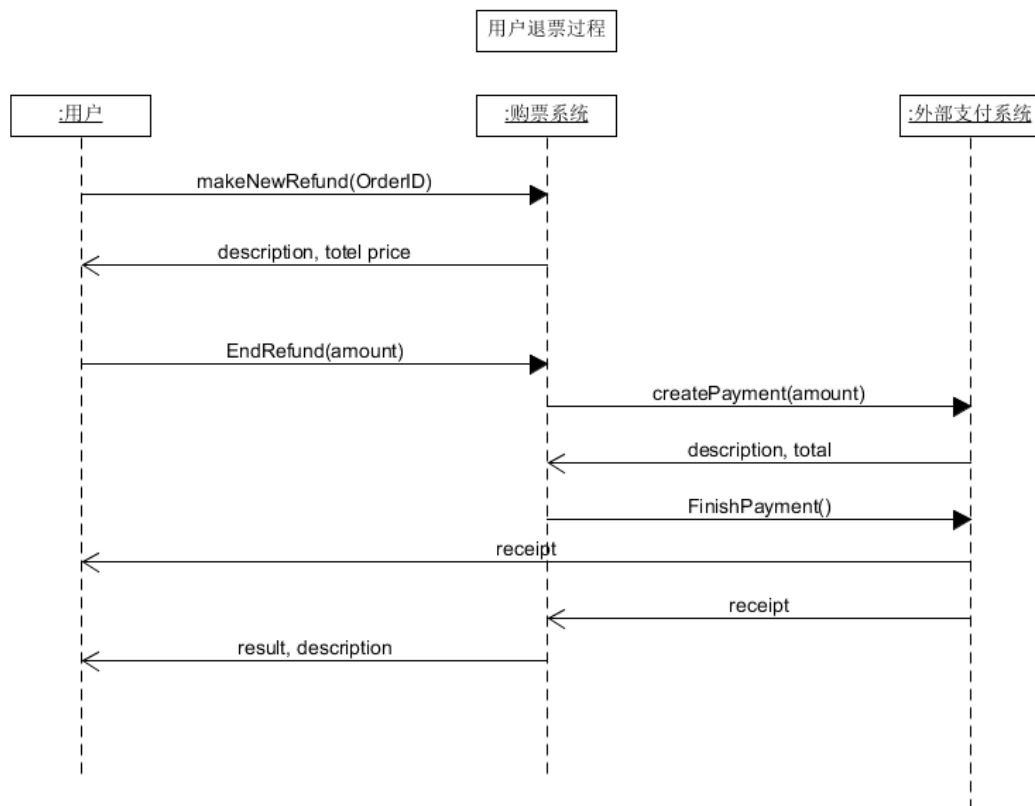 用户退票过程
:用户
:购票系统
:外部支付系统
makeNewRefund(OrderID)
description, totel price
EndRefund(amount)
createPayment(amount)
description, total
FinishPayment()
receipt
receipt
result, description